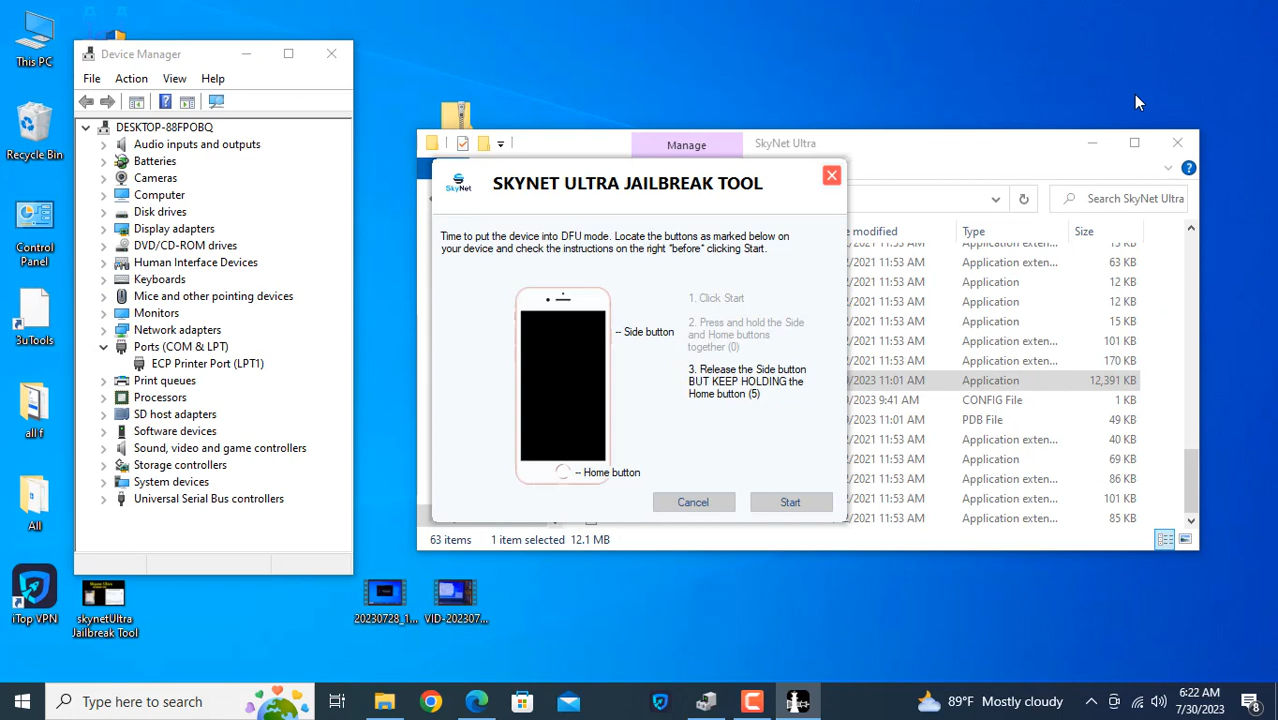 This PC
Recycle Bin
Control
Panel
3uTools
all f
All
iTop VPN
skynetUltra
Jailbreak Tool
20230728_1...
VID-202307...
Device Manager
File Action View Help
DESKTOP-88FPOBQ
Audio inputs and outputs
Batteries
Cameras
Computer
Disk drives
Display adapters
DVD/CD-ROM drives
Human Interface Devices
Keyboards
Mice and other pointing devices
Monitors
Network adapters
Ports (COM & LPT)
ECP Printer Port (LPT1)
Print queues
Processors
SD host adapters
Software devices
Sound, video and game controllers
Storage controllers
System devices
Universal Serial Bus controllers
Manage SkyNet Ultra
Search SkyNet Ultra
modified Type Size
2/2021 11:53 AM Application exten...
2/2021 11:53 AM Application exten... 63 KB
2/2021 11:53 AM Application exten... 12 KB
2/2021 11:53 AM Application exten... 12 KB
2/2021 11:53 AM Application exten...
2/2021 11:53 AM Application exten... 101 KB
2/2021 11:53 AM Application exten... 170 KB
/2023 11:01 AM Application 12,391 KB
/2023 9:41 AM CONFIG File 1 KB
/2023 11:01 AM PDB File 49 KB
2/2021 11:53 AM Application exten... 40 KB
2/2021 11:53 AM Application exten... 69 KB
2/2021 11:53 AM Application exten... 86 KB
2/2021 11:53 AM Application exten... 101 KB
2/2021 11:53 AM Application exten... 85 KB
63 items 1 item selected 12.1 MB
SkyNet
SKYNET ULTRA JAILBREAK TOOL
Time to put the device into DFU mode. Locate the buttons as marked below on
your device and check the instructions on the right "before" clicking Start.
-- Side button
-- Home button
1. Click Start
2. Press and hold the Side
and Home buttons
together (0)
3. Release the Side button
BUT KEEP HOLDING the
Home button (5)
Cancel
Start
Type here to search
89°F Mostly cloudy
6:22 AM
7/30/2023
8